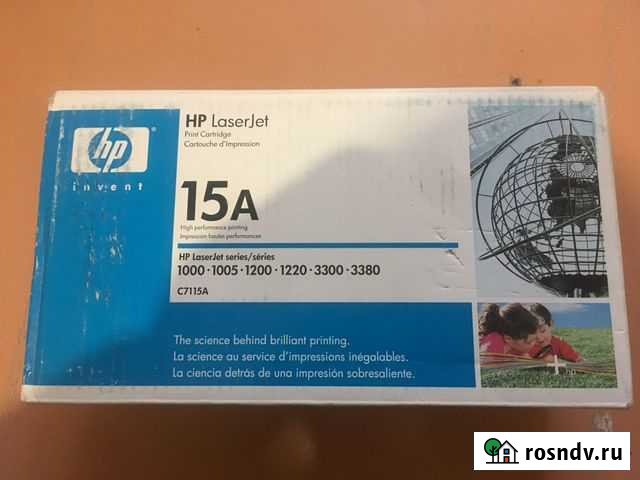 hp
invent
HP LaserJet
Print Cartridge
Cartouche d'Impression
15A
High performance printing
Impression hautes performances
HP LaserJet series/séries
1000 • 1005 • 1200 • 1220 • 3300 • 3380
C7115A
The science behind brilliant printing.
La science au service d'impressions inégalables.
La ciencia detrás de una impresión sobresaliente.
rosndv.ru